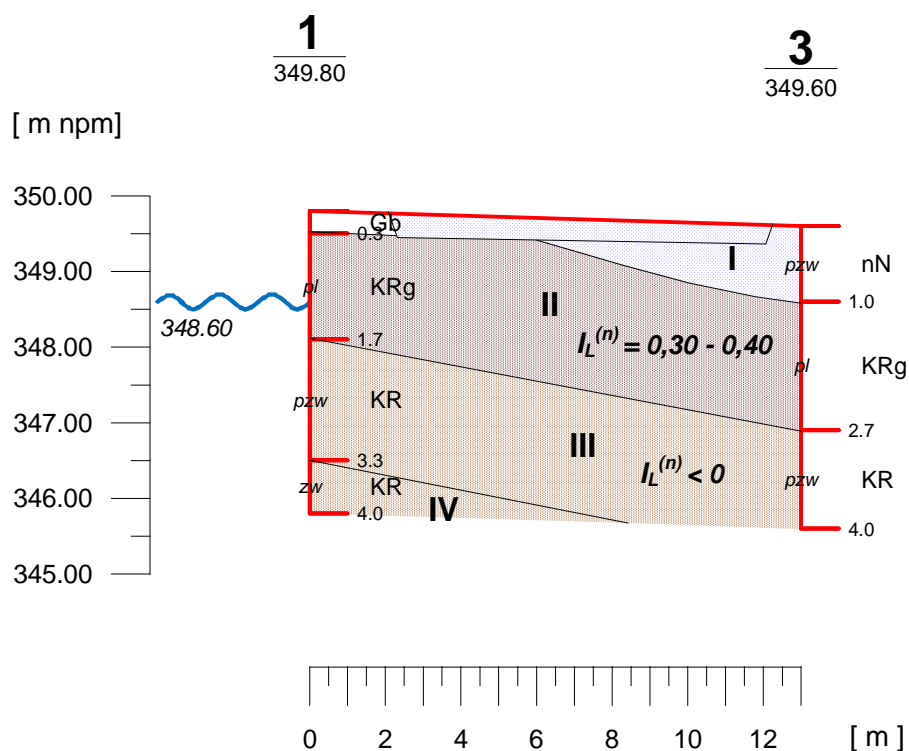 1
349.80
3
349.60
[ m npm]
350.00
349.00
348.00
347.00
346.00
345.00
348.60
Gb
0.3
pl
KRg
1.7
pzw
KR
3.3
zw
KR
4.0
I
II
I_L^(n) = 0,30 - 0,40
III
I_L^(n) < 0
IV
pzw
nN
1.0
pl
KRg
2.7
pzw
KR
4.0
0 2 4 6 8 10 12 [ m ]